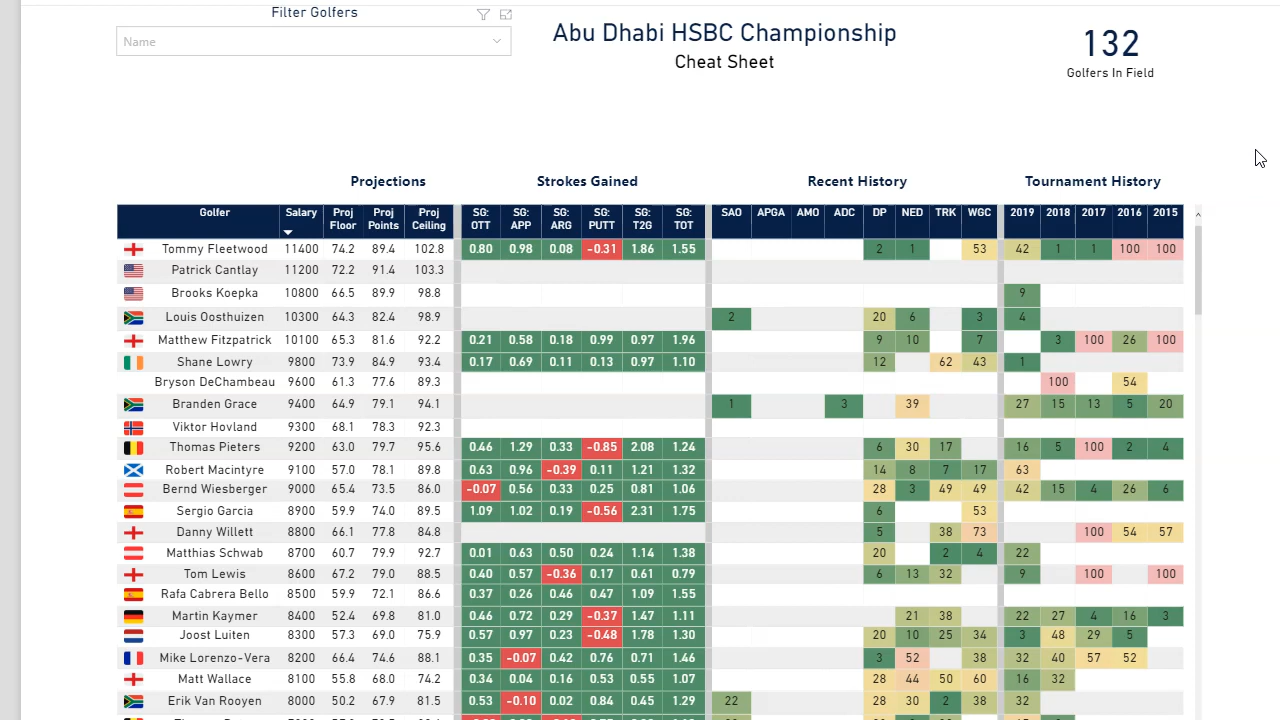 Filter Golfers
Name
Abu Dhabi HSBC Championship
Cheat Sheet
132
Golfers In Field
Projections Strokes Gained Recent History Tournament History
Golfer Salary Proj Floor Proj Points Proj Ceiling SG: OTT SG: APP SG: ARG SG: PUTT SG: T2G SG: TOT SAO APGA AMO ADC DP NED TRK WGC 2019 2018 2017 2016 2015
Tommy Fleetwood 11400 74.2 89.4 102.8 0.80 0.98 0.08 -0.31 1.86 1.55 2 1 53 42 1 1 100 100
Patrick Cantlay 11200 72.2 91.4 103.3
Brooks Koepka 10800 66.5 89.9 98.8 9
Louis Oosthuizen 10300 64.3 82.4 98.9 2 20 6 3 4
Matthew Fitzpatrick 10100 65.3 81.6 92.2 0.21 0.58 0.18 0.99 0.97 1.96 9 10 7 3 100 26 100
Shane Lowry 9800 73.9 84.9 93.4 0.17 0.69 0.11 0.13 0.97 1.10 12 62 43 1
Bryson DeChambeau 9600 61.3 77.6 89.3 100 54
Branden Grace 9400 64.9 79.1 94.1 1 3 39 27 15 13 5 20
Viktor Hovland 9300 68.1 78.3 92.3
Thomas Pieters 9200 63.0 79.7 95.6 0.46 1.29 0.33 -0.85 2.08 1.24 6 30 17 16 5 100 2 4
Robert Macintyre 9100 57.0 78.1 89.8 0.63 0.96 -0.39 0.11 1.21 1.32 14 8 7 17 63
Bernd Wiesberger 9000 65.4 73.5 86.0 -0.07 0.56 0.33 0.25 0.81 1.06 28 3 49 49 42 15 4 26 6
Sergio Garcia 8900 59.9 74.0 89.5 1.09 1.02 0.19 -0.56 2.31 1.75 6 53
Danny Willett 8800 66.1 77.8 84.8 5 38 73 100 54 57
Matthias Schwab 8700 60.7 79.9 92.7 0.01 0.63 0.50 0.24 1.14 1.38 20 2 4 22
Tom Lewis 8600 67.2 79.0 88.5 0.40 0.57 -0.36 0.17 0.61 0.79 6 13 32 9 100 100
Rafa Cabrera Bello 8500 59.9 72.1 86.6 0.37 0.26 0.46 0.47 1.09 1.55
Martin Kaymer 8400 52.4 69.8 81.0 0.46 0.72 0.29 -0.37 1.47 1.11 21 38 22 27 4 16 3
Joost Luiten 8300 57.3 69.0 75.9 0.57 0.97 0.23 -0.48 1.78 1.30 20 10 25 34 3 48 29 5
Mike Lorenzo-Vera 8200 66.4 74.6 88.1 0.35 -0.07 0.42 0.76 0.71 1.46 3 52 38 32 40 57 52
Matt Wallace 8100 55.8 68.0 74.2 0.34 0.04 0.16 0.53 0.55 1.07 28 44 50 60 16 32
Erik Van Rooyen 8000 50.2 67.9 81.5 0.53 -0.10 0.02 0.84 0.45 1.29 22 28 30 2 38 32